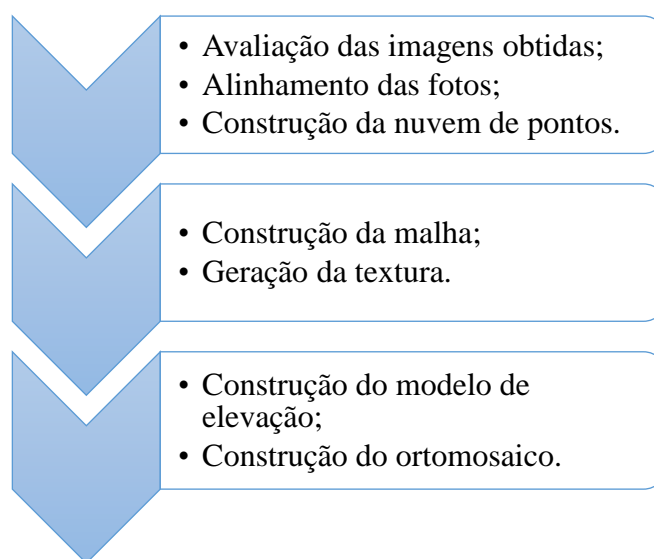 • Avaliação das imagens obtidas;
• Alinhamento das fotos;
• Construção da nuvem de pontos.
• Construção da malha;
• Geração da textura.
• Construção do modelo de
elevação;
• Construção do ortomosaico.